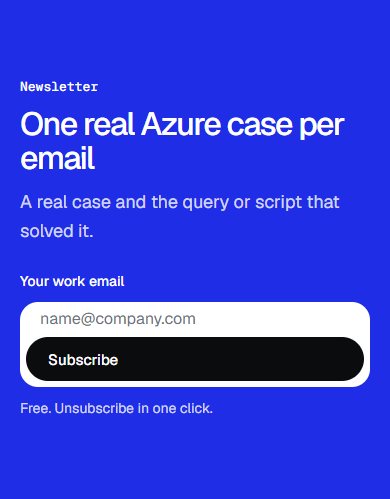 Newsletter
One real Azure case per
email
A real case and the query or script that
solved it.
Your work email
name@company.com
Subscribe
Free. Unsubscribe in one click.